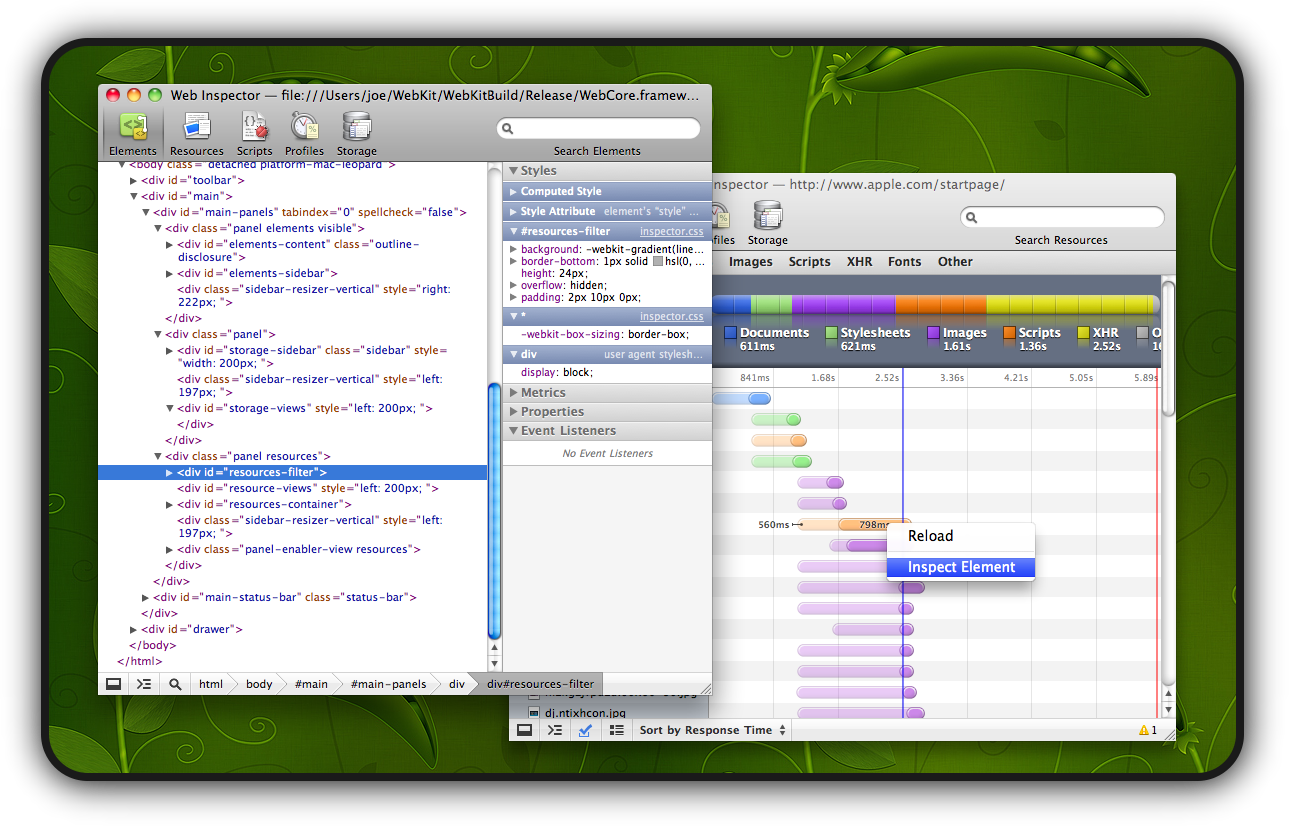 Web Inspector — file:///Users/joe/WebKit/WebKitBuild/Release/WebCore.framew...
Elements Resources Scripts Profiles Storage
Search Elements
<body class="detached platform-mac-leopard">
<div id="toolbar">
<div id="main">
<div id="main-panels" tabindex="0" spellcheck="false">
<div class="panel elements visible">
<div id="elements-content" class="outline-
disclosure">
<div id="elements-sidebar">
<div class="sidebar-resizer-vertical" style="right:
222px; ">
</div>
<div class="panel">
<div id="storage-sidebar" class="sidebar" style=
"width: 200px; ">
<div class="sidebar-resizer-vertical" style="left:
197px; ">
<div id="storage-views" style="left: 200px; ">
</div>
</div>
<div class="panel resources">
<div id="resources-filter">
<div id="resource-views" style="left: 200px; ">
<div id="resources-container">
<div class="sidebar-resizer-vertical" style="left:
197px; ">
<div class="panel-enabler-view resources">
</div>
</div>
<div id="main-status-bar" class="status-bar">
</div>
<div id="drawer">
</body>
</html>
html body #main #main-panels div div#resources-filter
Styles
Computed Style
Style Attribute element's "style" ...
#resources-filter inspector.css
background: -webkit-gradient(line...
border-bottom: 1px solid hsl(0, ...
height: 24px;
overflow: hidden;
padding: 2px 10px 0px;
* inspector.css
-webkit-box-sizing: border-box;
div user agent stylesh...
display: block;
Metrics
Properties
Event Listeners
No Event Listeners
nspector — http://www.apple.com/startpage/
files Storage
Search Resources
Images Scripts XHR Fonts Other
Documents Stylesheets Images Scripts XHR
611ms 621ms 1.61s 1.36s 2.52s
841ms 1.68s 2.52s 3.36s 4.21s 5.05s 5.89s
560ms 798ms
Reload
Inspect Element
dj.ntixhcon.jpg
Sort by Response Time
1